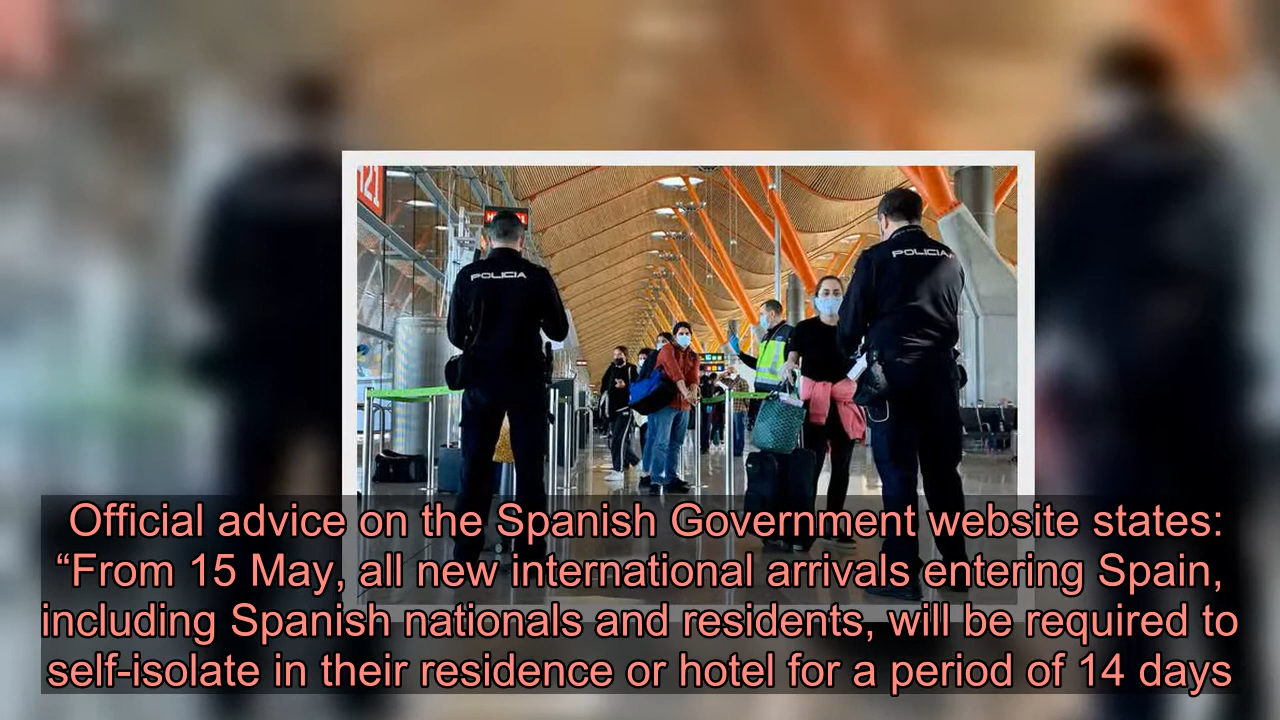 121
POLICIA
POLICIA
Official advice on the Spanish Government website states:
“From 15 May, all new international arrivals entering Spain,
including Spanish nationals and residents, will be required to
self-isolate in their residence or hotel for a period of 14 days